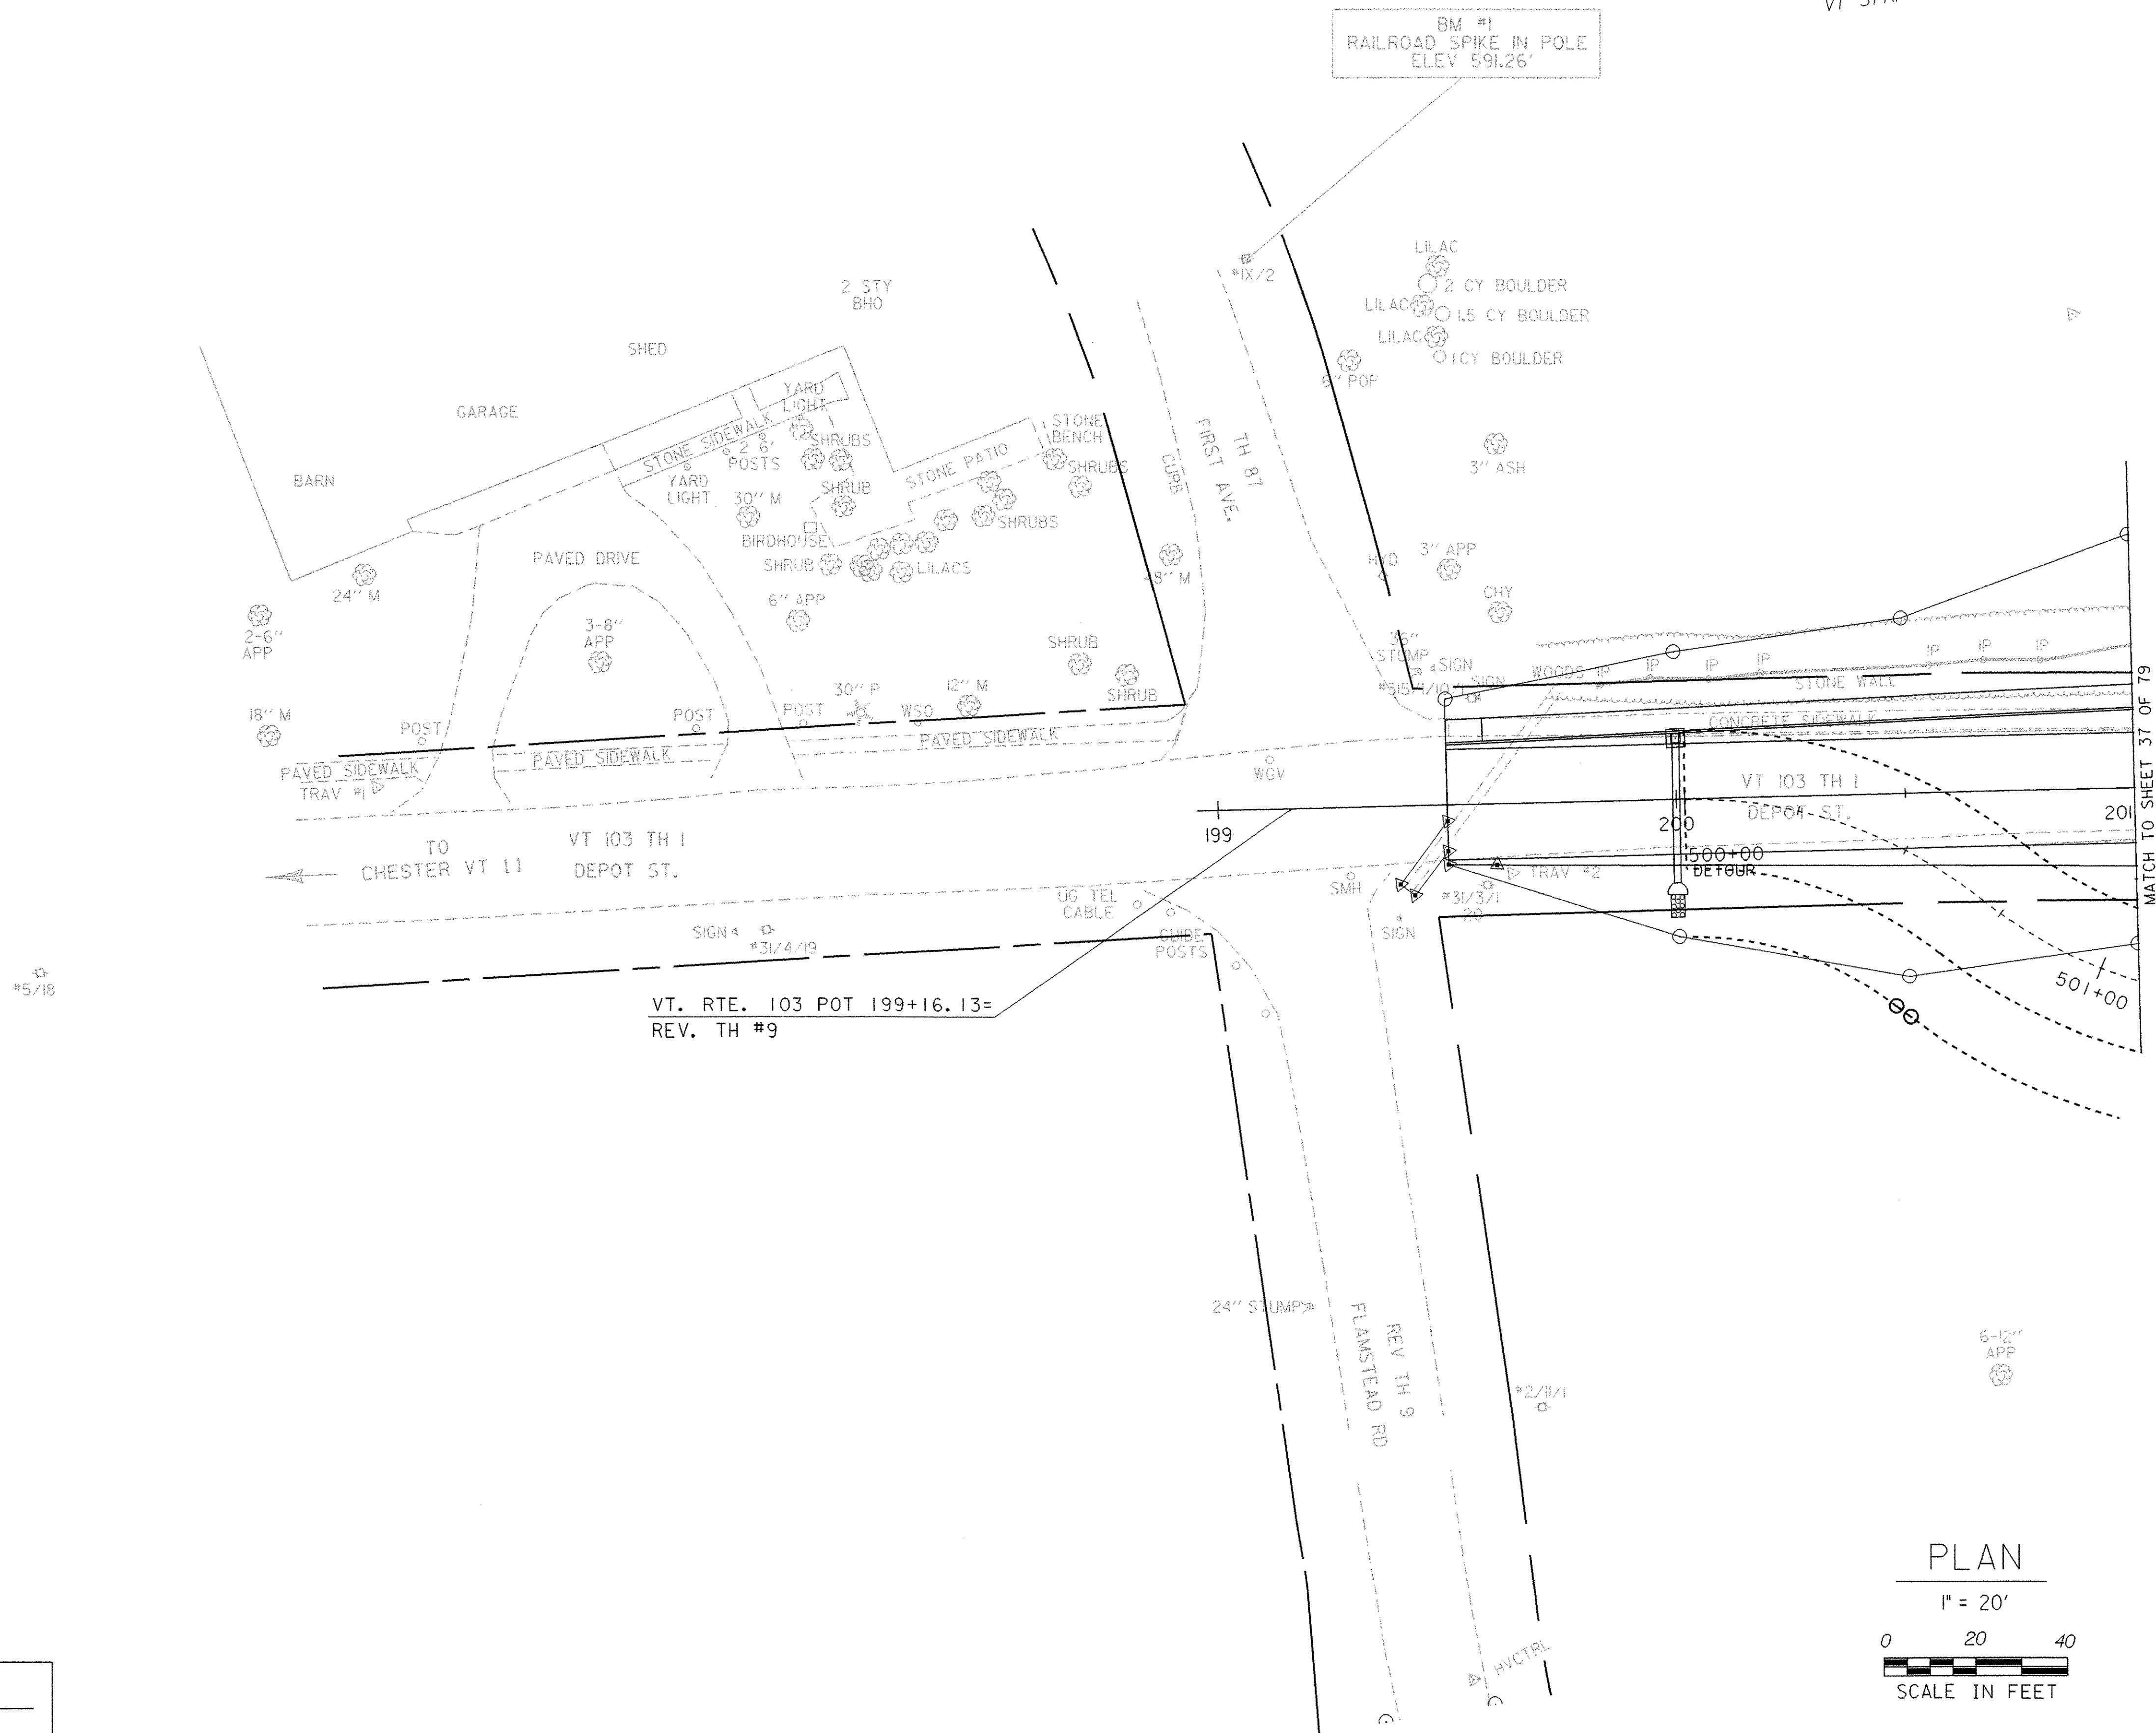 BM #1
RAILROAD SPIKE IN POLE
ELEV 591.26'
#1X/2
LILAC
2 CY BOULDER
LILAC
1.5 CY BOULDER
LILAC
1CY BOULDER
6" POP
2 STY
BHO
SHED
GARAGE
BARN
YARD
LIGHT
STONE SIDEWALK
2 6'
POSTS
SHRUBS
YARD
LIGHT
30" M
SHRUB
STONE PATIO
STONE
BENCH
SHRUBS
SHRUBS
BIRDHOUSE
SHRUB
LILACS
6" APP
CURB
TH 87
FIRST AVE.
3" ASH
48" M
HYD
3" APP
CHY
PAVED DRIVE
24" M
2-6"
APP
3-8"
APP
SHRUB
SHRUB
18" M
POST
POST
POST
30" P
WSO
12" M
PAVED SIDEWALK
PAVED SIDEWALK
PAVED SIDEWALK
TRAV #1
36"
STUMP
SIGN
SIGN
WOODS
IP
IP
IP
IP
IP
IP
IP
STONE WALL
CONCRETE SIDEWALK
WGV
VT 103 TH 1
DEPOT ST.
199
200
201
500+00
DETOUR
501+00
MATCH TO SHEET 37 OF 79
TO
CHESTER VT 11
VT 103 TH 1
DEPOT ST.
SMH
TRAV #2
#31/3/1
UG TEL
CABLE
GUIDE
POSTS
SIGN
SIGN
#31/4/19
#5/18
VT. RTE. 103 POT 199+16.13=
REV. TH #9
24" STUMP
REV TH 9
FLAMSTEAD RD
#2/11/1
6-12"
APP
HVCTRL
PLAN
1" = 20'
0 20 40
SCALE IN FEET